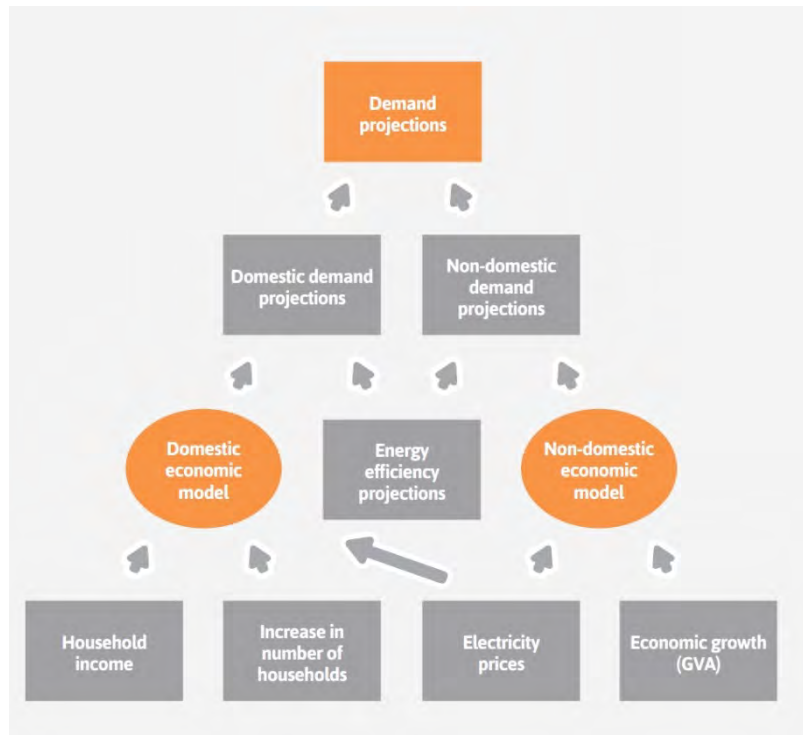 Demand
projections
Domestic demand
projections
Non-domestic
demand
projections
Domestic
economic
model
Energy
efficiency
projections
Non-domestic
economic
model
Household
income
Increase in
number of
households
Electricity
prices
Economic growth
(GVA)